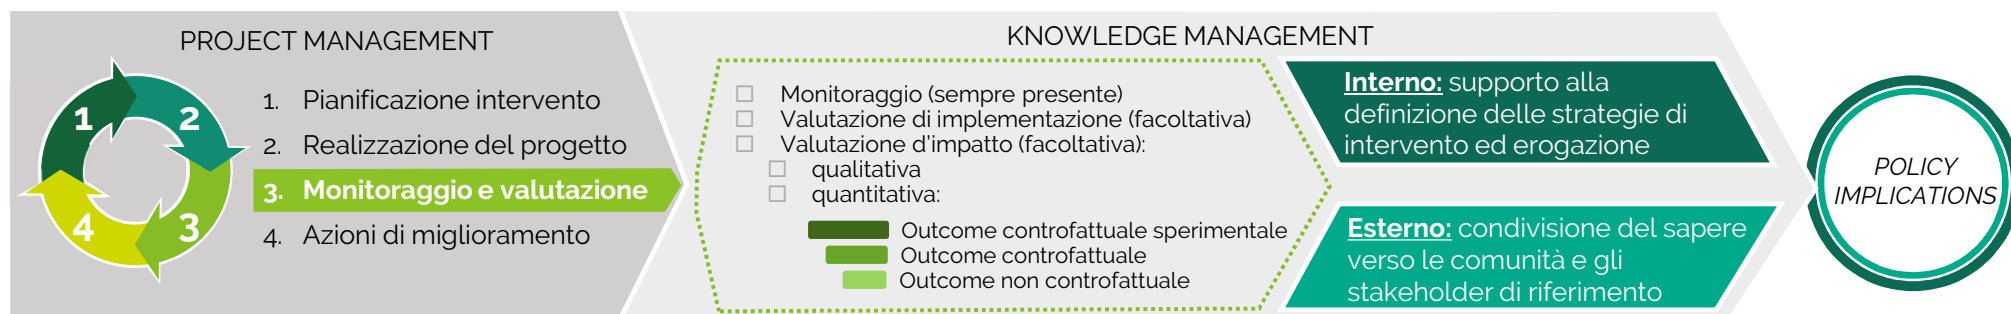 PROJECT MANAGEMENT
1
2
3
4
1. Pianificazione intervento
2. Realizzazione del progetto
3. Monitoraggio e valutazione
4. Azioni di miglioramento
KNOWLEDGE MANAGEMENT
Monitoraggio (sempre presente)
Valutazione di implementazione (facoltativa)
Valutazione d'impatto (facoltativa):
qualitativa
quantitativa:
Outcome controfattuale sperimentale
Outcome controfattuale
Outcome non controfattuale
Interno: supporto alla
definizione delle strategie di
intervento ed erogazione
Esterno: condivisione del sapere
verso le comunità e gli
stakeholder di riferimento
POLICY
IMPLICATIONS